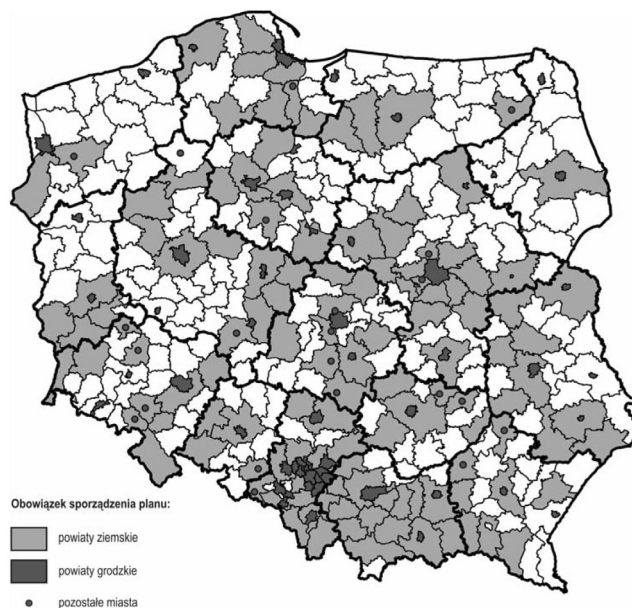 Obowiązek sporządzenia planu:
powiaty ziemskie
powiaty grodzkie
pozostałe miasta